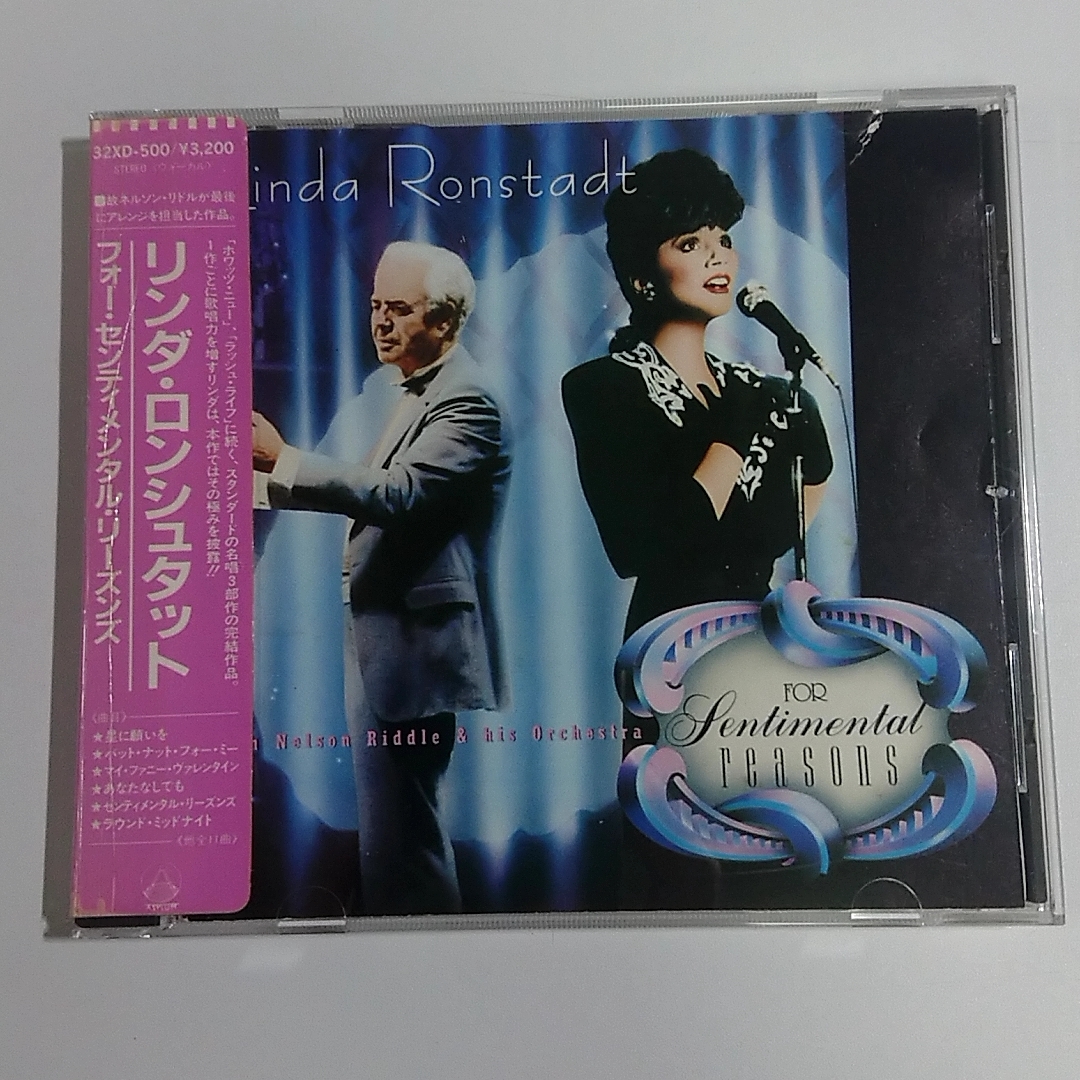 32XD-500/¥3,200
STEREO〈ヴォーカル〉
故ネルソン・リドルが最後
にアレンジを担当した作品。
「ホワッツ・ニュー」、「ラッシュ・ライフ」に続く、スタンダードの名唱3部作の完結作品。
1作ごとに歌唱力を増すリンダは、本作ではその極みを披露!!
リンダ・ロンシュタット
フォー・センティメンタル・リーズンズ
《曲目》
★星に願いを
★バット・ナット・フォー・ミー
★マイ・ファニー・ヴァレンタイン
★あなたなしでも
★センティメンタル・リーズンズ
★ラウンド・ミッドナイト
《他全11曲》
ASYLUM
inda Ronstadt
h Nelson Riddle & his Orchestra
FOR
Sentimental
reasons